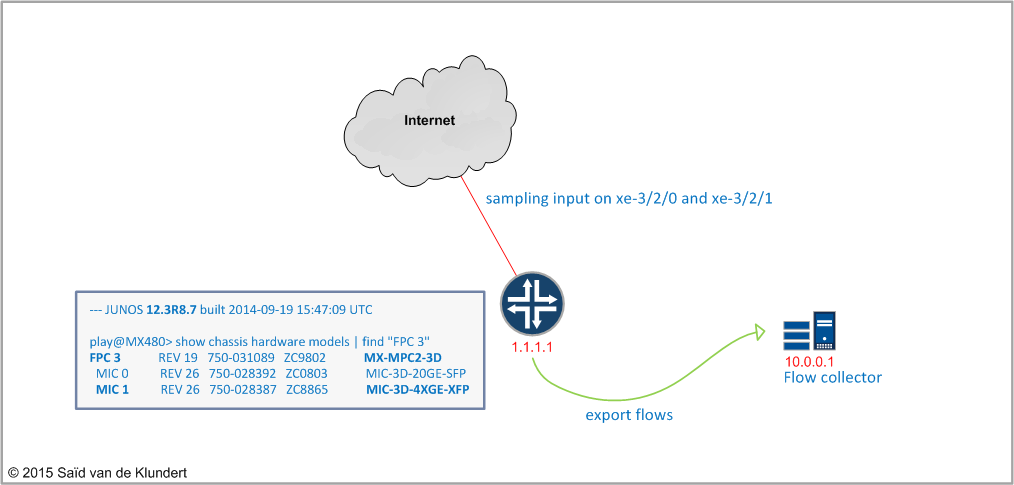 Internet
sampling input on xe-3/2/0 and xe-3/2/1
--- JUNOS 12.3R8.7 built 2014-09-19 15:47:09 UTC
play@MX480> show chassis hardware models | find "FPC 3"
FPC 3 REV 19 750-031089 ZC9802 MX-MPC2-3D
MIC 0 REV 26 750-028392 ZC0803 MIC-3D-20GE-SFP
MIC 1 REV 26 750-028387 ZC8865 MIC-3D-4XGE-XFP
1.1.1.1
10.0.0.1
Flow collector
export flows
© 2015 Saïd van de Klundert